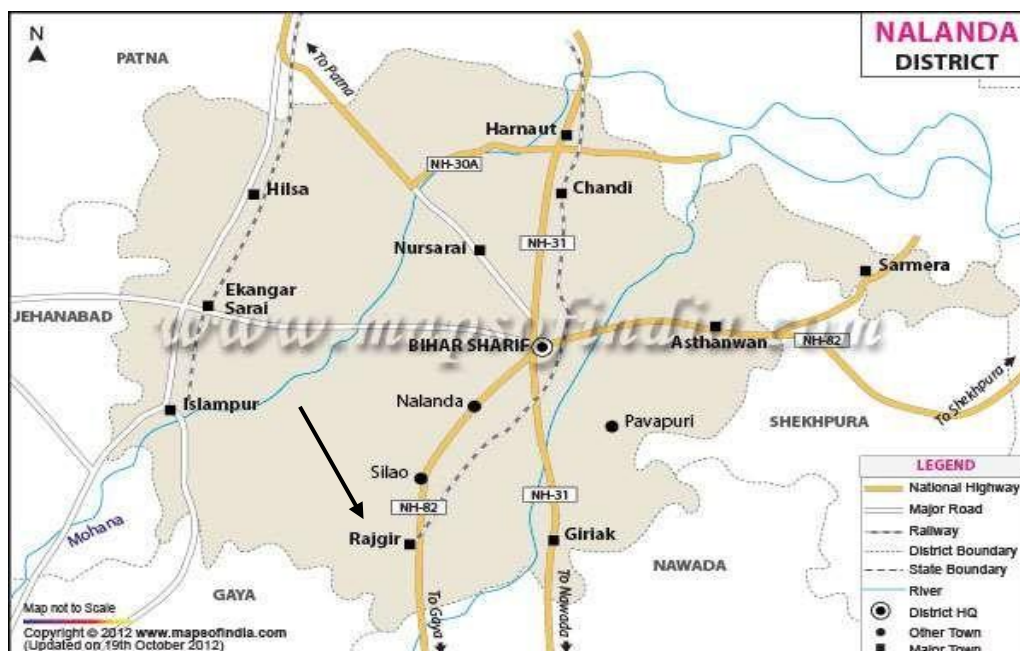 NALANDA
DISTRICT
N
PATNA
To Patna
Harnaut
NH-30A
Hilsa
Chandi
Nursarai
NH-31
Sarmera
Ekangar
Sarai
JEHANABAD
www.mapsofindia.com
BIHAR SHARIF
Asthanwan
NH-82
To Shekhpura
Islampur
Nalanda
Pavapuri
SHEKHPURA
Silao
NH-82
NH-31
Rajgir
Giriak
Mohana
NAWADA
GAYA
To Gaya
To Nawada
LEGEND
National Highway
Major Road
Railway
District Boundary
State Boundary
River
District HQ
Other Town
Major Town
Map not to Scale
Copyright © 2012 www.mapsofindia.com
(Updated on 19th October 2012)